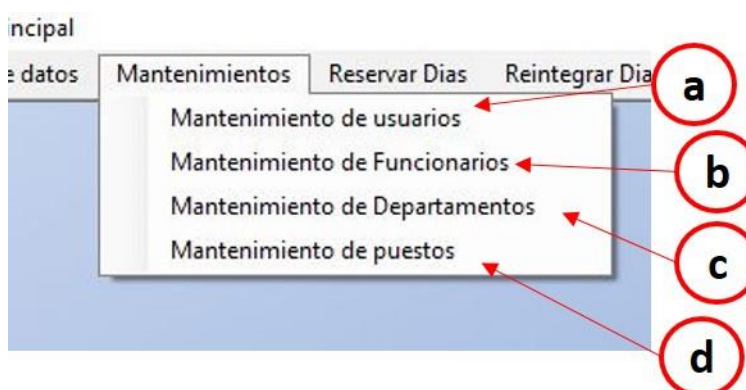 incipal
e datos Mantenimientos Reservar Dias Reintegrar Dia
Mantenimiento de usuarios
Mantenimiento de Funcionarios
Mantenimiento de Departamentos
Mantenimiento de puestos
a
b
c
d